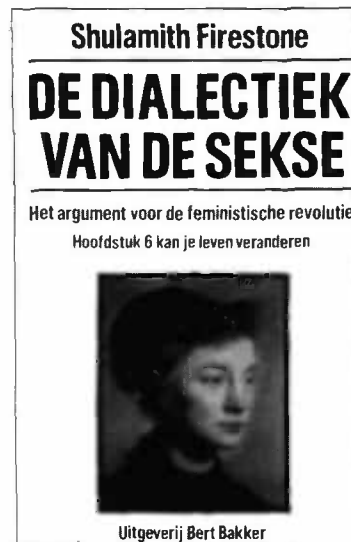 Shulamith Firestone
DE DIALECTIEK
VAN DE SEKSE
Het argument voor de feministische revolutie
Hoofdstuk 6 kan je leven veranderen
Uitgeverij Bert Bakker